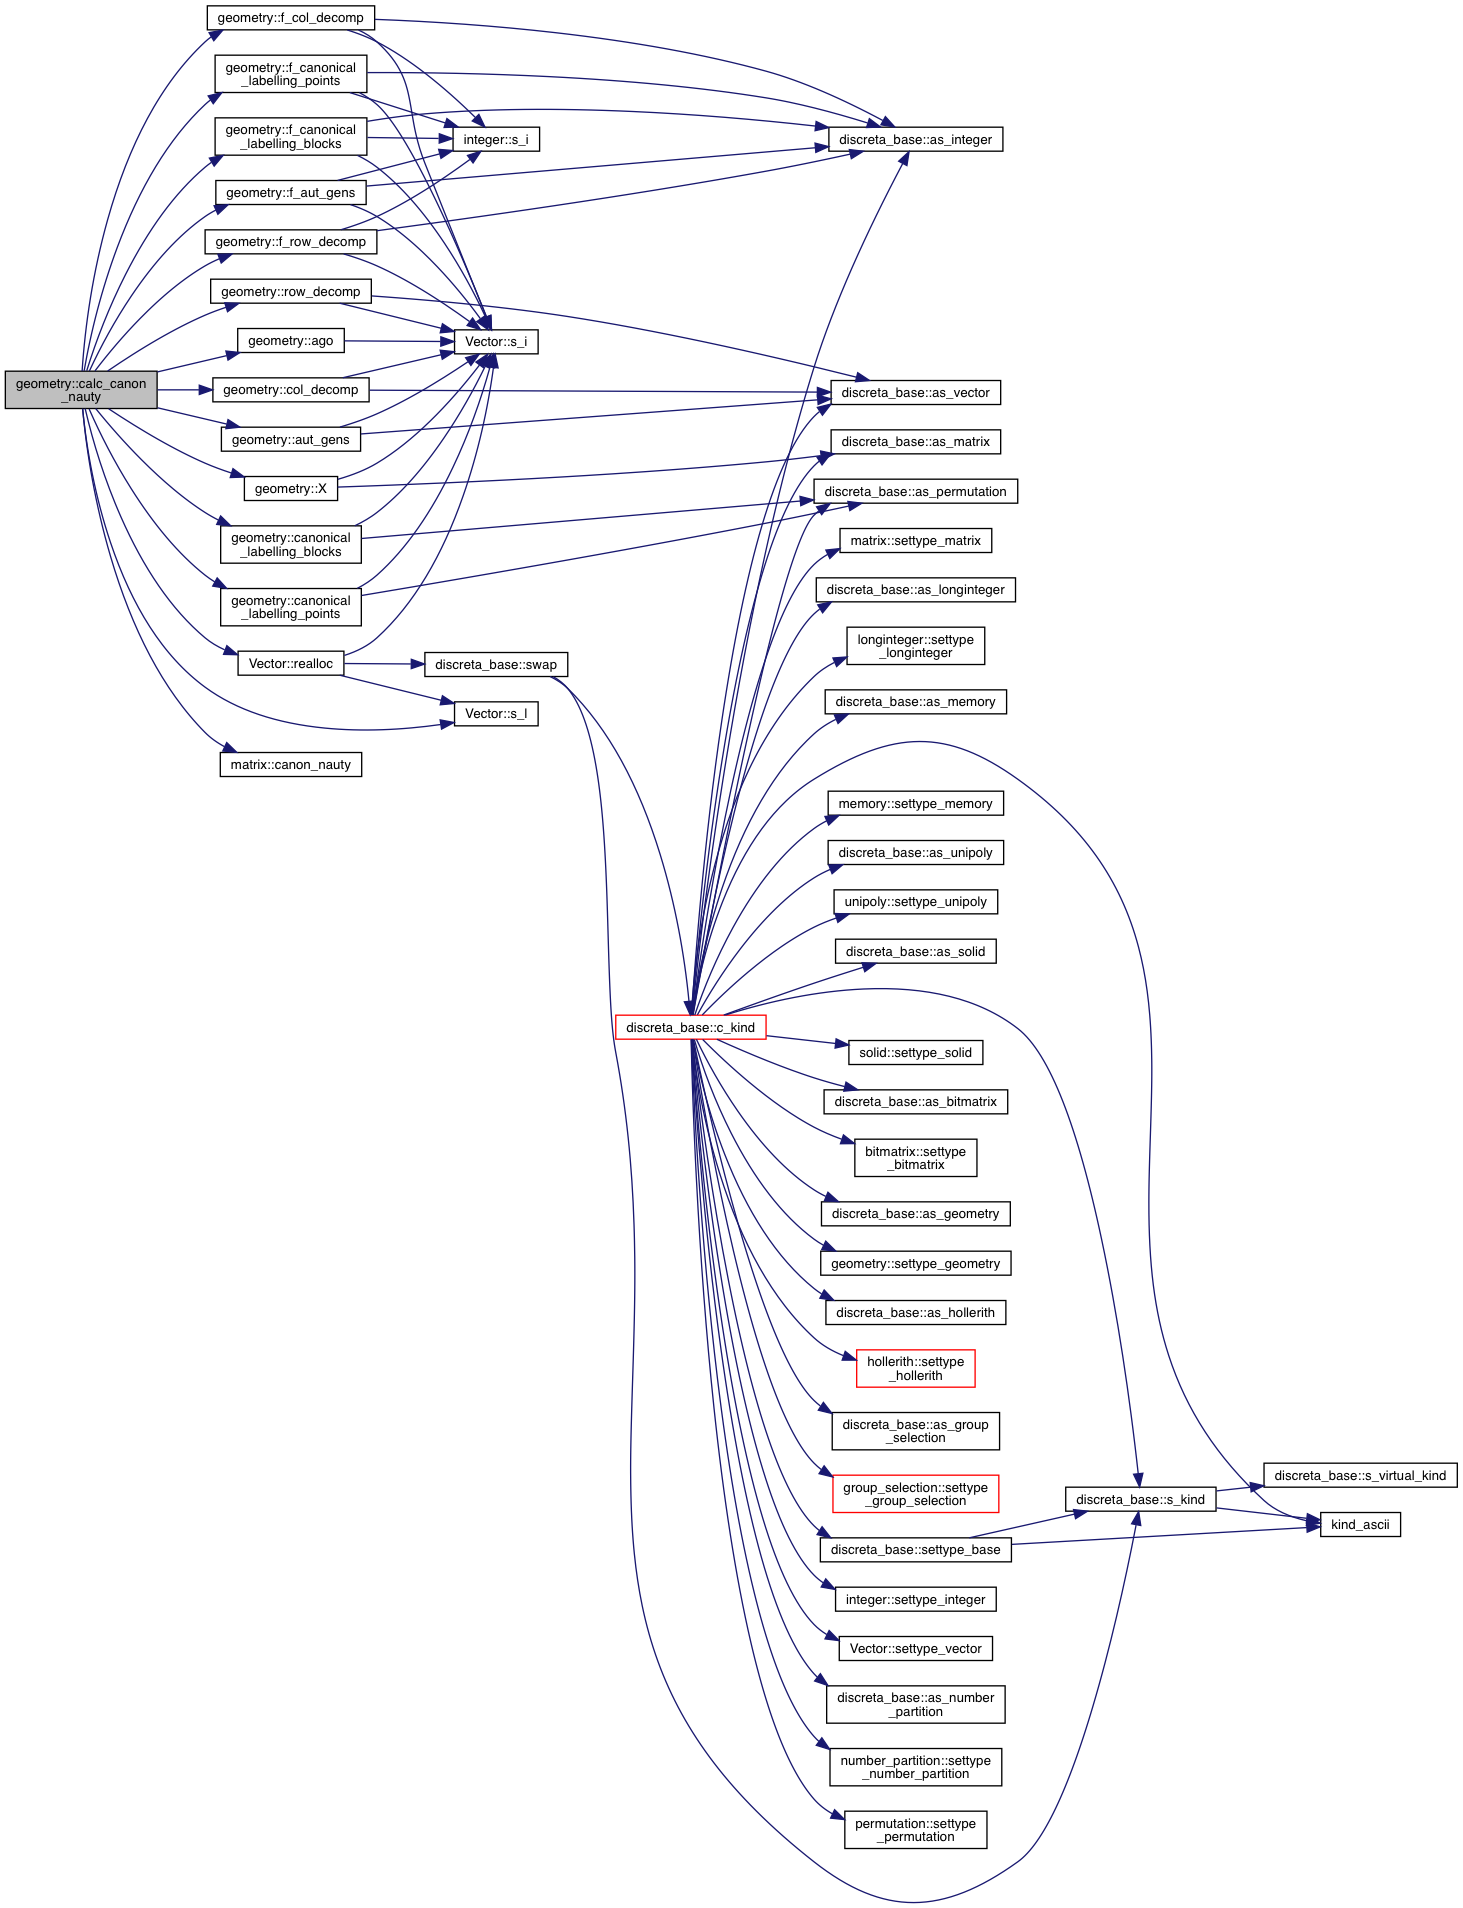 geometry::calc_canon
_nauty
geometry::f_col_decomp
geometry::f_canonical
_labelling_points
geometry::f_canonical
_labelling_blocks
geometry::f_aut_gens
geometry::f_row_decomp
geometry::row_decomp
geometry::ago
geometry::col_decomp
geometry::aut_gens
geometry::X
geometry::canonical
_labelling_blocks
geometry::canonical
_labelling_points
Vector::realloc
matrix::canon_nauty
integer::s_i
Vector::s_i
discreta_base::swap
Vector::s_l
discreta_base::c_kind
discreta_base::as_integer
discreta_base::as_vector
discreta_base::as_matrix
discreta_base::as_permutation
matrix::settype_matrix
discreta_base::as_longinteger
longinteger::settype
_longinteger
discreta_base::as_memory
memory::settype_memory
discreta_base::as_unipoly
unipoly::settype_unipoly
discreta_base::as_solid
solid::settype_solid
discreta_base::as_bitmatrix
bitmatrix::settype
_bitmatrix
discreta_base::as_geometry
geometry::settype_geometry
discreta_base::as_hollerith
hollerith::settype
_hollerith
discreta_base::as_group
_selection
group_selection::settype
_group_selection
discreta_base::settype_base
integer::settype_integer
Vector::settype_vector
discreta_base::as_number
_partition
number_partition::settype
_number_partition
permutation::settype
_permutation
discreta_base::s_kind
discreta_base::s_virtual_kind
kind_ascii